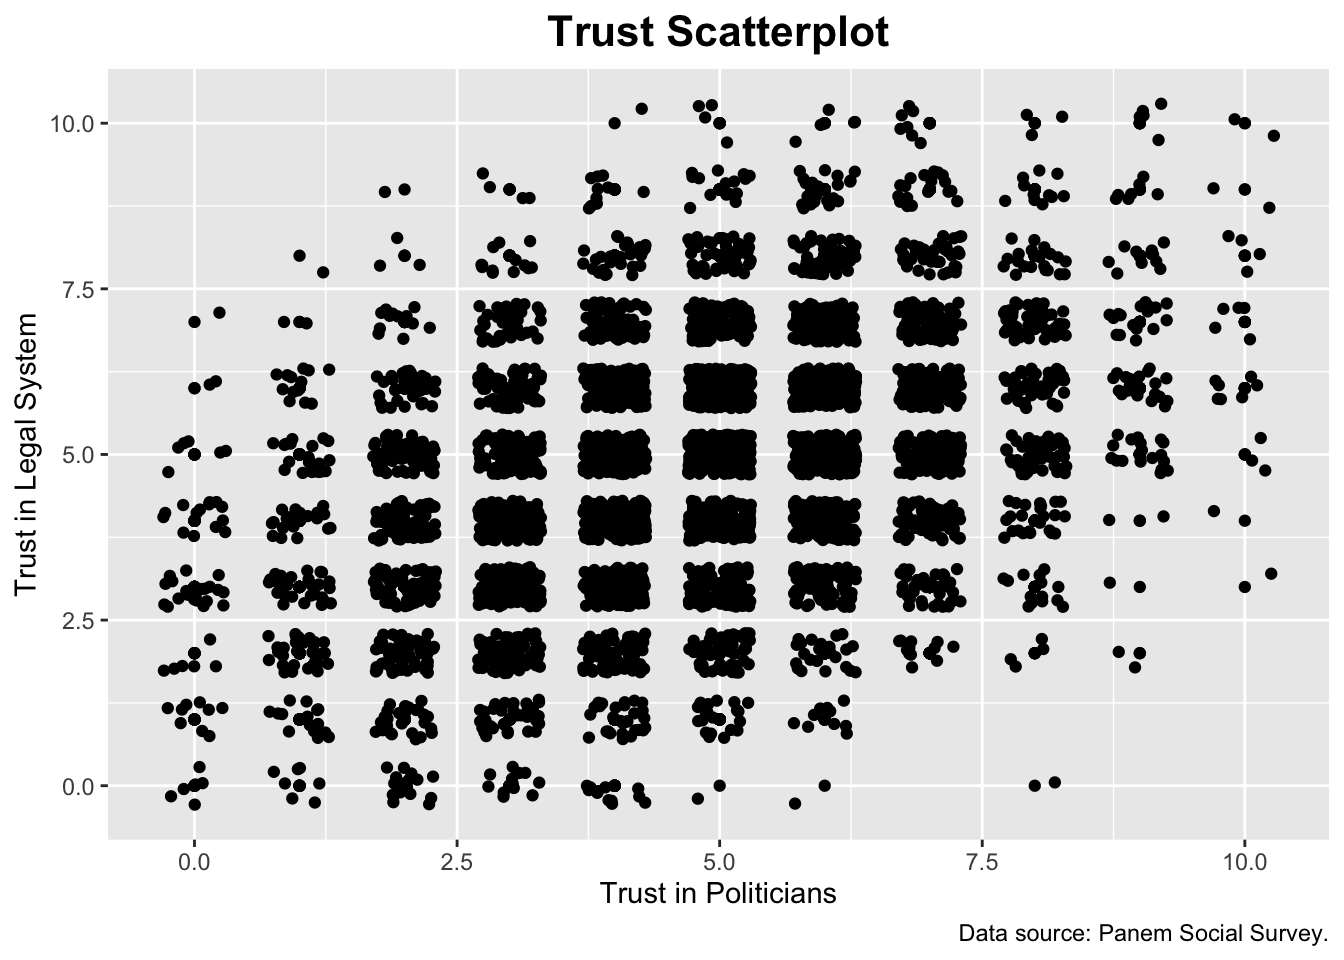 Trust Scatterplot
Trust in Legal System
10.0
7.5
5.0
2.5
0.0
0.0 2.5 5.0 7.5 10.0
Trust in Politicians
Data source: Panem Social Survey.